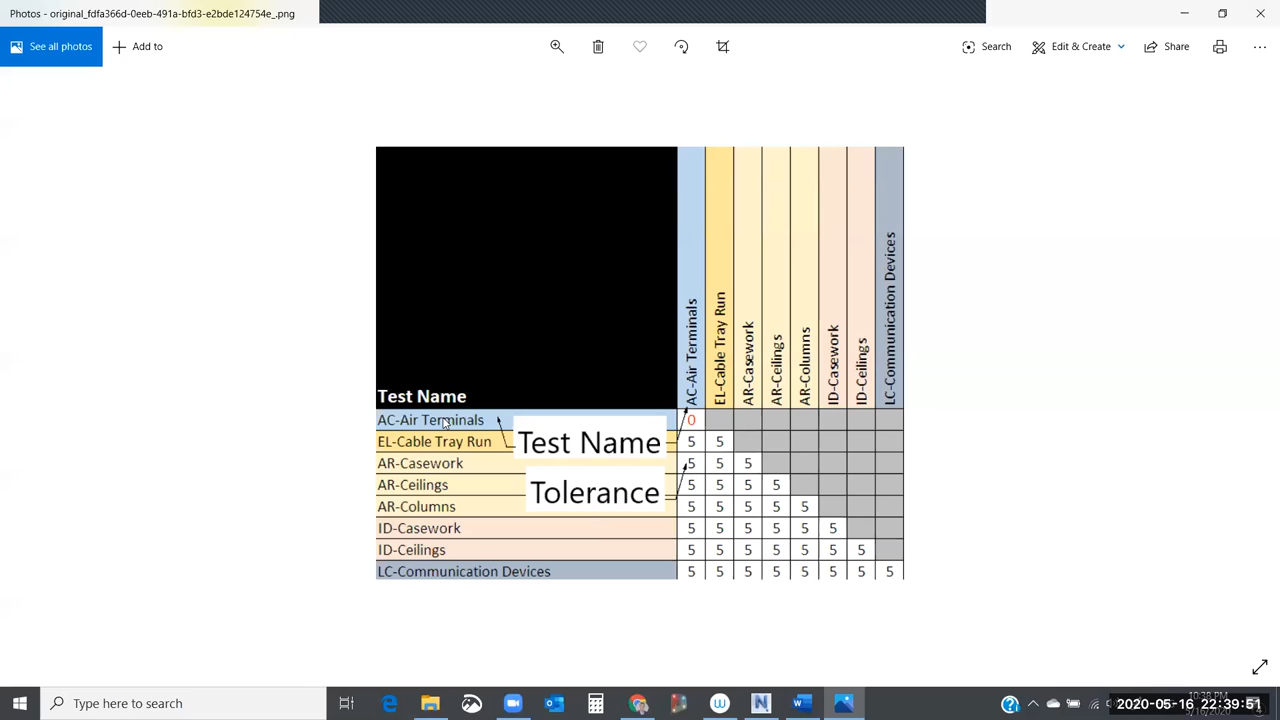 Photos - original_fdfa366d-0eeb-491a-bfd3-e2bde124754e_.png
See all photos
Add to
Search
Edit & Create
Share
AC-Air Terminals
EL-Cable Tray Run
AR-Casework
AR-Ceilings
AR-Columns
ID-Casework
ID-Ceilings
LC-Communication Devices
Test Name
AC-Air Terminals 0
EL-Cable Tray Run 5 5
Test Name
AR-Casework 5 5 5
AR-Ceilings 5 5 5 5
Tolerance
AR-Columns 5 5 5 5 5
ID-Casework 5 5 5 5 5 5
ID-Ceilings 5 5 5 5 5 5 5
LC-Communication Devices 5 5 5 5 5 5 5 5
Type here to search
10:38 PM
2020-05-16 22:39:51